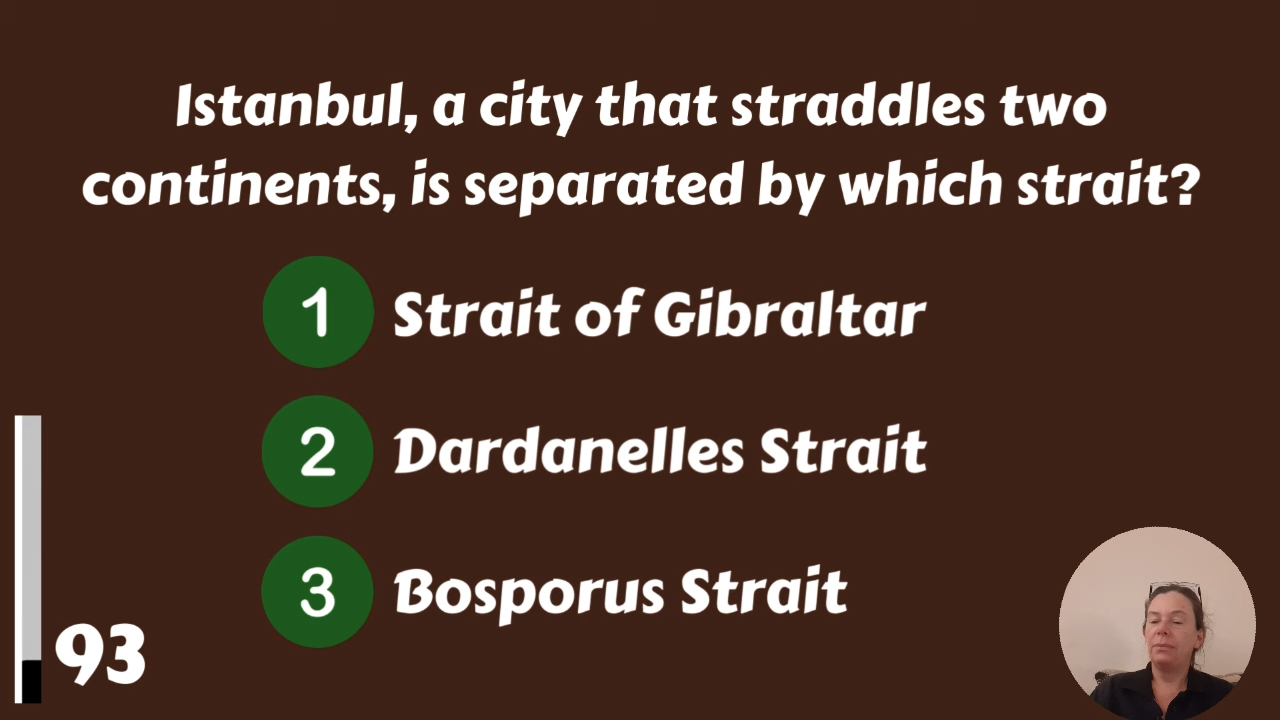 Istanbul, a city that straddles two
continents, is separated by which strait?
1 Strait of Gibraltar
2 Dardanelles Strait
3 Bosporus Strait
93